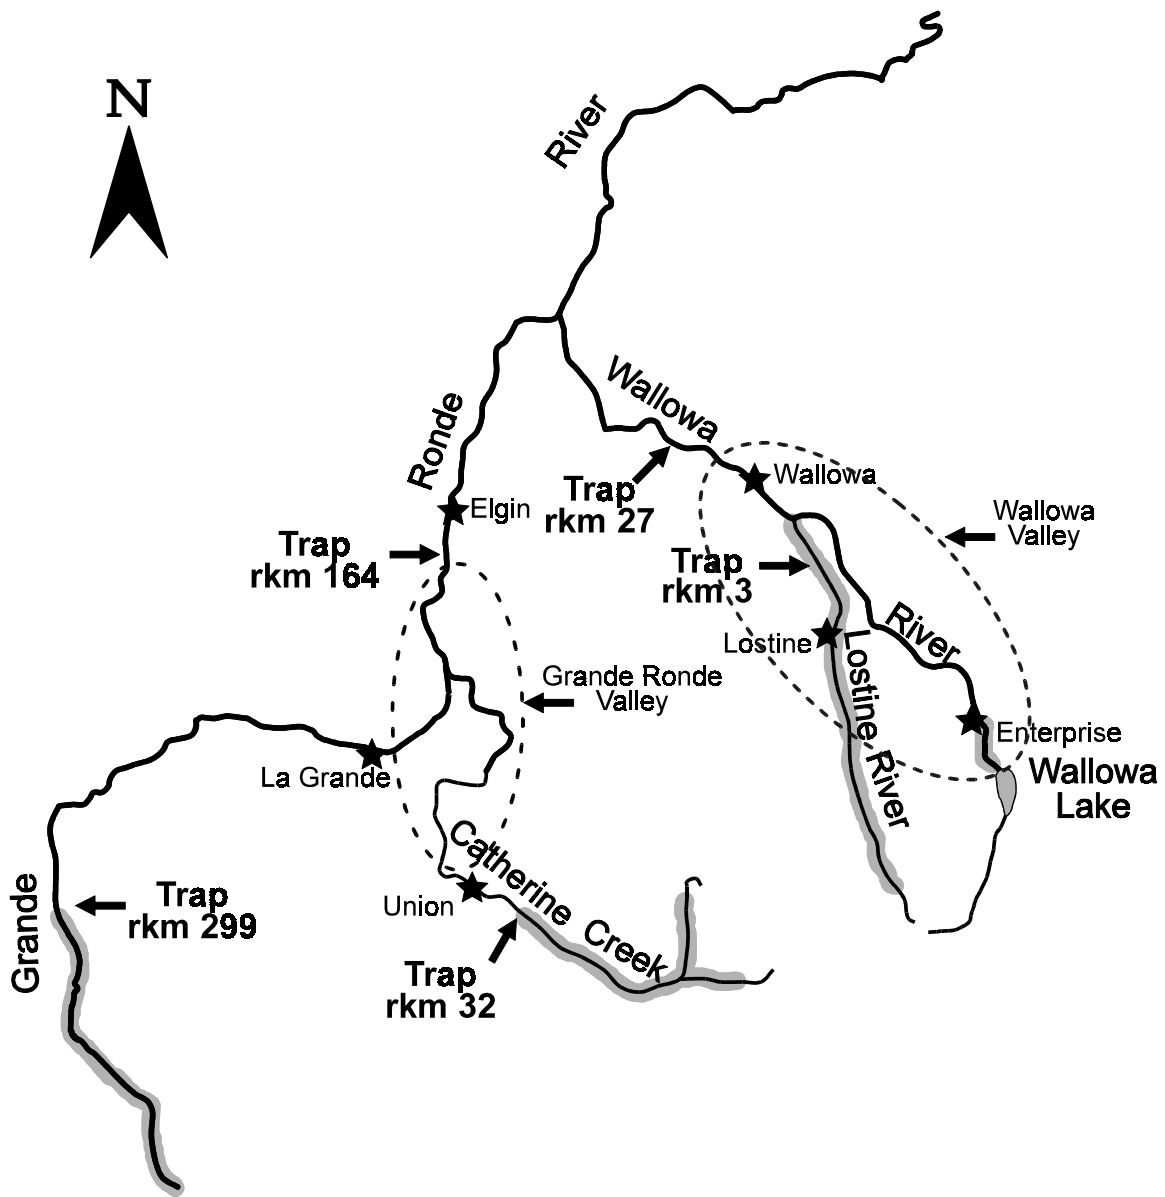 N
River
Wallowa
Ronde
Wallowa
Elgin
Trap
rkm 27
Wallowa
Valley
Trap
rkm 164
Trap
rkm 3
River
Lostine
Lostine River
Grande Ronde
Valley
Enterprise
La Grande
Wallowa
Lake
Catherine Creek
Union
Grande
Trap
rkm 299
Trap
rkm 32